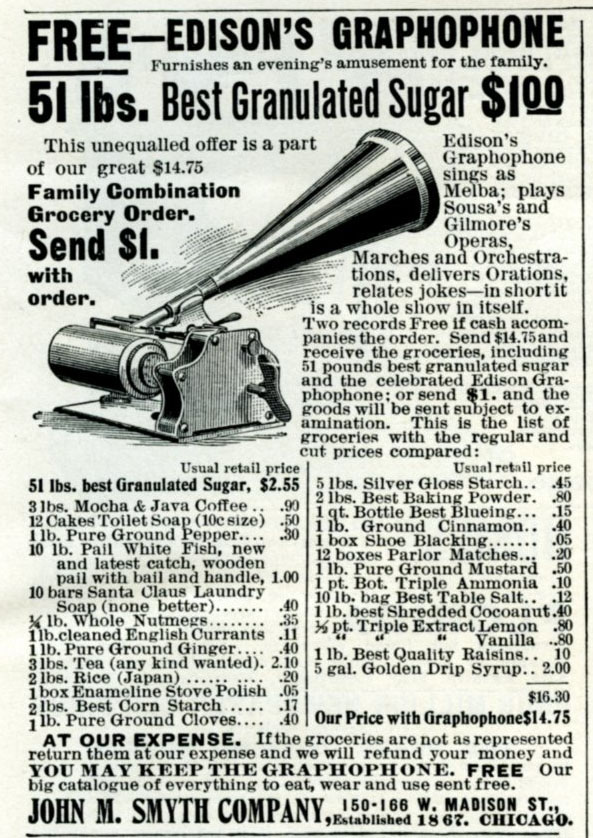 FREE—EDISON'S GRAPHOPHONE
Furnishes an evening's amusement for the family.
51 lbs. Best Granulated Sugar $1.00
This unequalled offer is a part
of our great $14.75
Family Combination
Grocery Order.
Send $1.
with
order.
Edison's
Graphophone
sings as
Melba; plays
Sousa's and
Gilmore's
Operas,
Marches and Orchestra-
tions, delivers Orations,
relates jokes—in short it
is a whole show in itself.
Two records Free if cash accom-
panies the order. Send $14.75 and
receive the groceries, including
51 pounds best granulated sugar
and the celebrated Edison Gra-
phophone; or send $1. and the
goods will be sent subject to ex-
amination. This is the list of
groceries with the regular and
cut prices compared:
Usual retail price
51 lbs. best Granulated Sugar, $2.55
3 lbs. Mocha & Java Coffee .. .90
12 Cakes Toilet Soap (10c size) .50
1 lb. Pure Ground Pepper.... .30
10 lb. Pail White Fish, new
and latest catch, wooden
pail with bail and handle, 1.00
10 bars Santa Claus Laundry
Soap (none better)....... .40
¼ lb. Whole Nutmegs....... .35
1 lb. cleaned English Currants .11
1 lb. Pure Ground Ginger.... .40
3 lbs. Tea (any kind wanted). 2.10
2 lbs. Rice (Japan) ...... .... .20
1 box Enameline Stove Polish .05
2 lbs. Best Corn Starch ..... .17
1 lb. Pure Ground Cloves.... .40
Usual retail price
5 lbs. Silver Gloss Starch.. .45
2 lbs. Best Baking Powder. .80
1 qt. Bottle Best Blueing... .15
1 lb. Ground Cinnamon.. .40
1 box Shoe Blacking....... .05
12 boxes Parlor Matches... .20
1 lb. Pure Ground Mustard .50
1 pt. Bot. Triple Ammonia .10
10 lb. bag Best Table Salt.. .12
1 lb. best Shredded Cocoanut .40
½ pt. Triple Extract Lemon .80
" " " Vanilla ..80
1 lb. Best Quality Raisins.. 10
5 gal. Golden Drip Syrup.. 2.00
$16.30
Our Price with Graphophone $14.75
AT OUR EXPENSE. If the groceries are not as represented
return them at our expense and we will refund your money and
YOU MAY KEEP THE GRAPHOPHONE. FREE Our
big catalogue of everything to eat, wear and use sent free.
JOHN M. SMYTH COMPANY, 150-166 W. MADISON ST.,
Established 1867. CHICAGO.